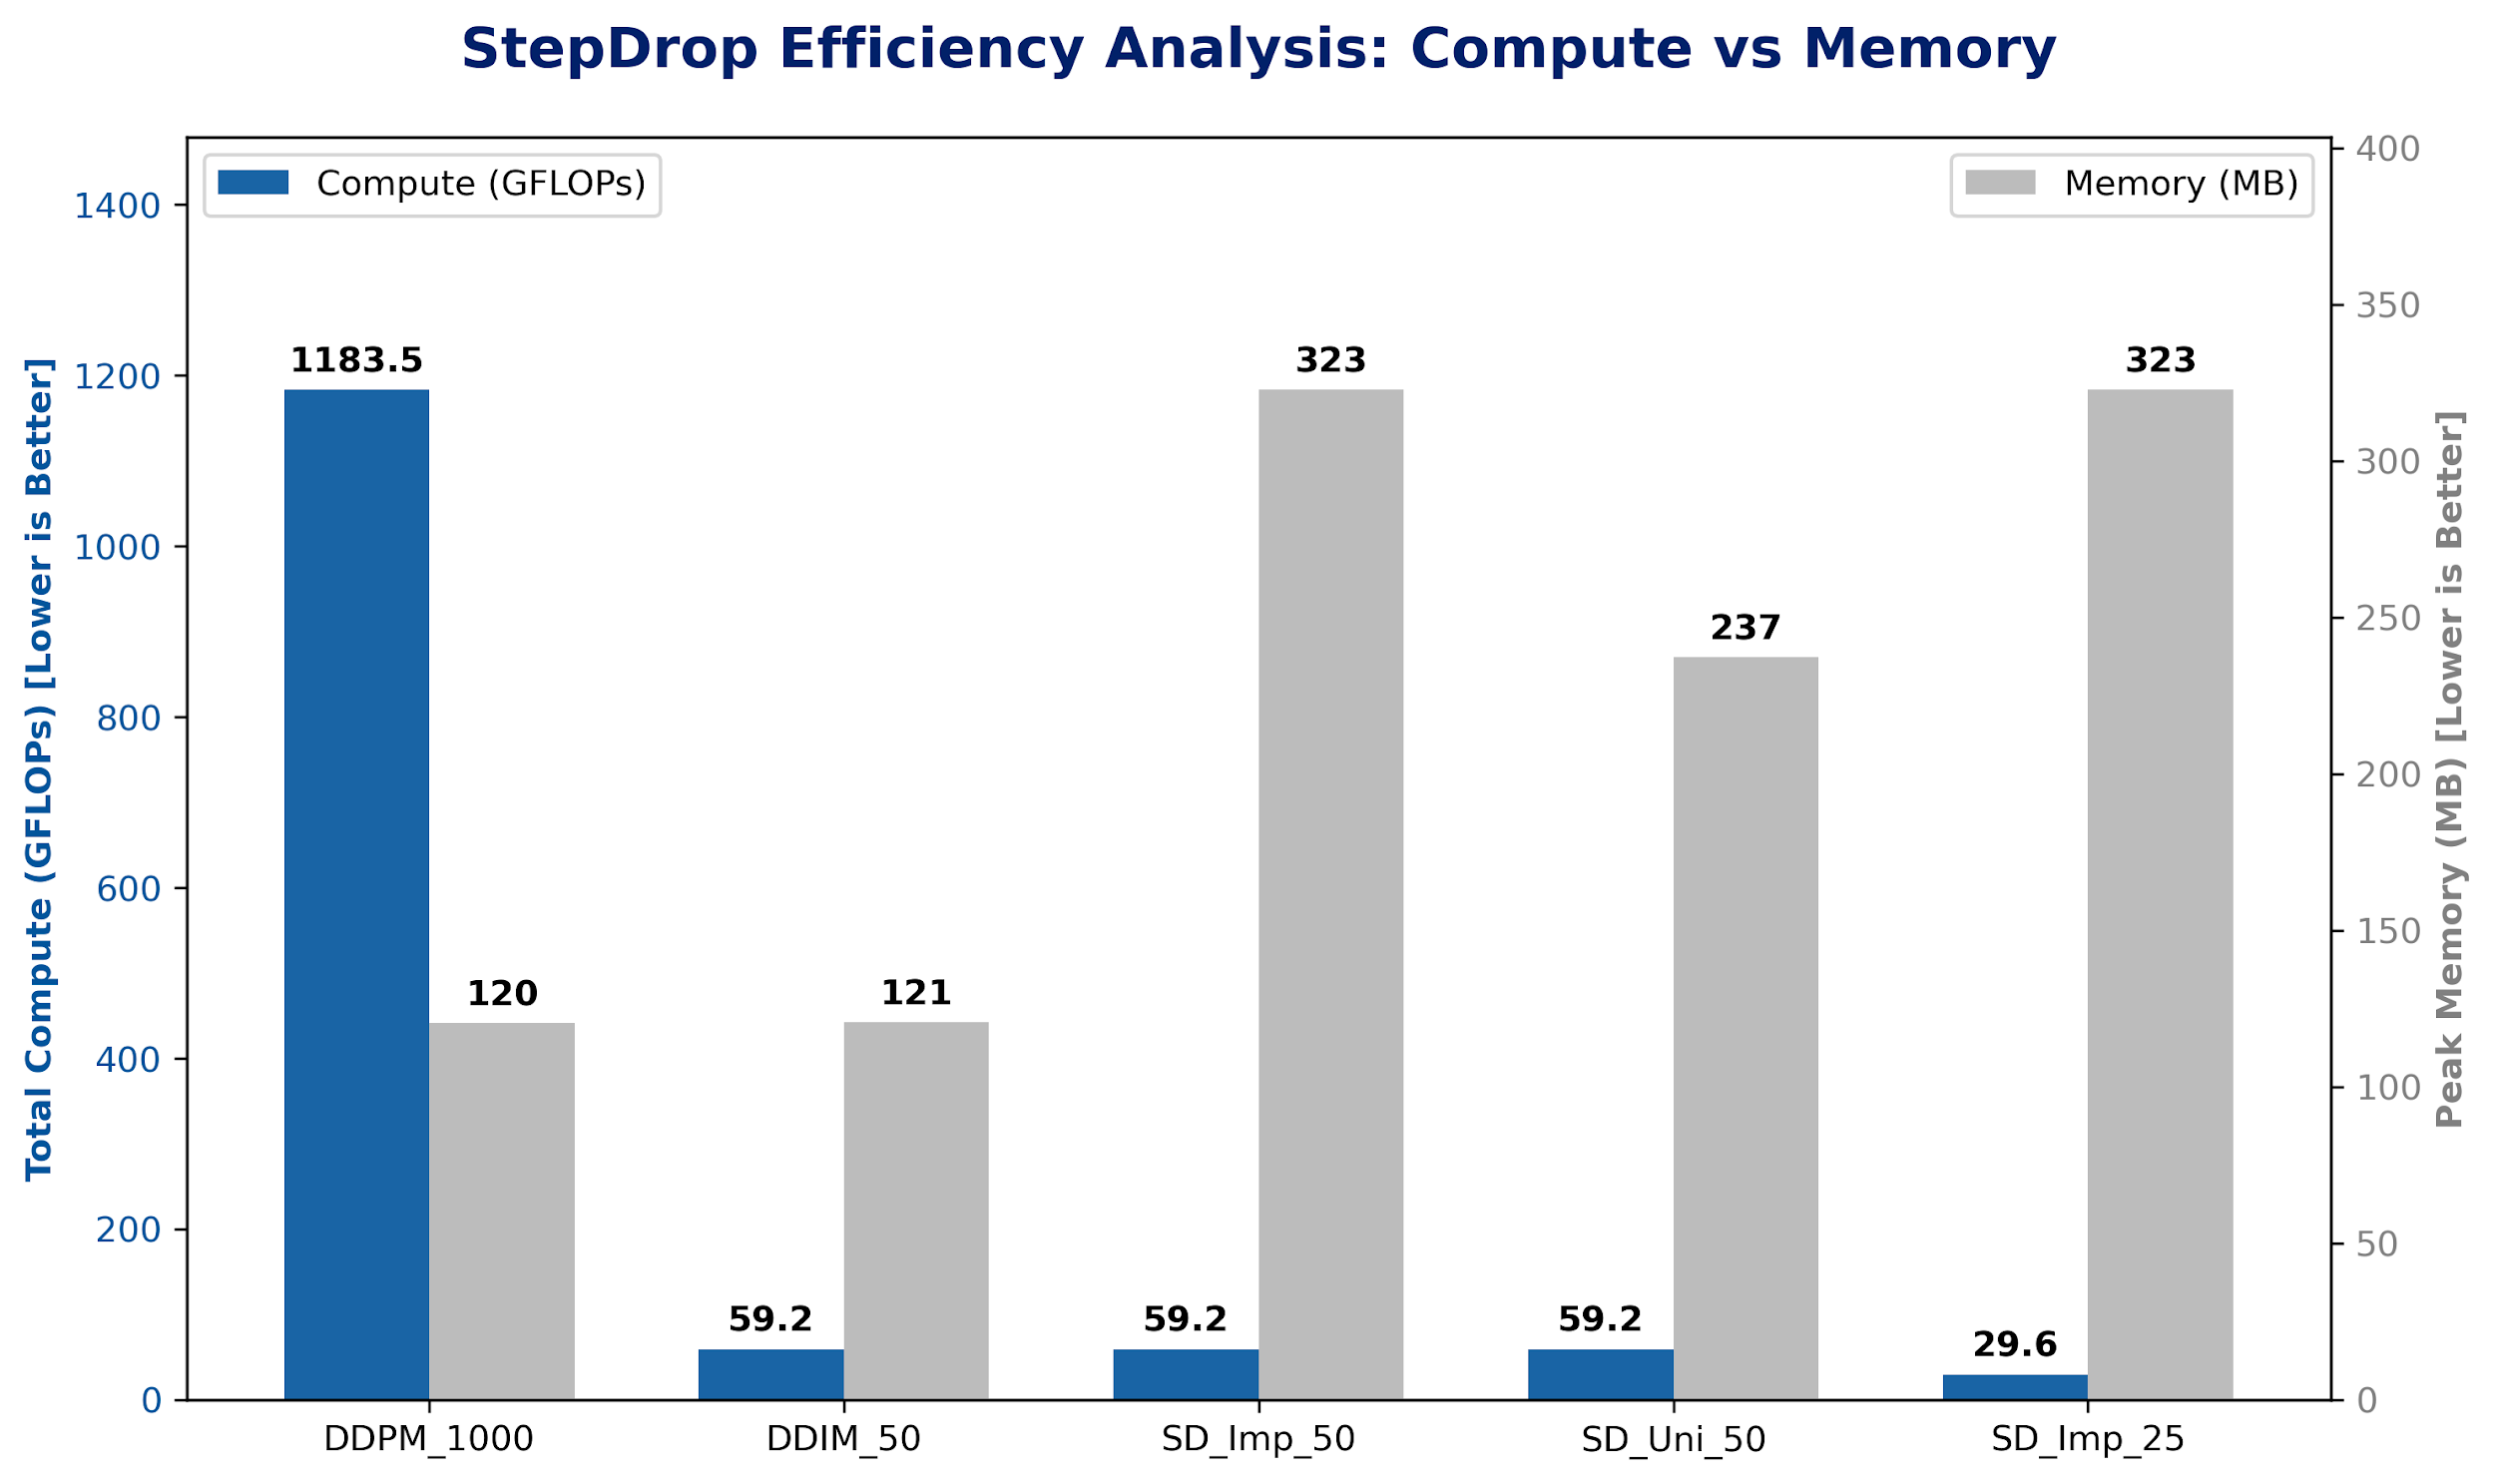 StepDrop Efficiency Analysis: Compute vs Memory
Compute (GFLOPs)
Memory (MB)
Total Compute (GFLOPs) [Lower is Better]
1400
1200
1000
800
600
400
200
0
1183.5
120
59.2
121
59.2
323
59.2
237
29.6
323
DDPM_1000
DDIM_50
SD_Imp_50
SD_Uni_50
SD_Imp_25
400
350
300
250
200
150
100
50
0
Peak Memory (MB) [Lower is Better]